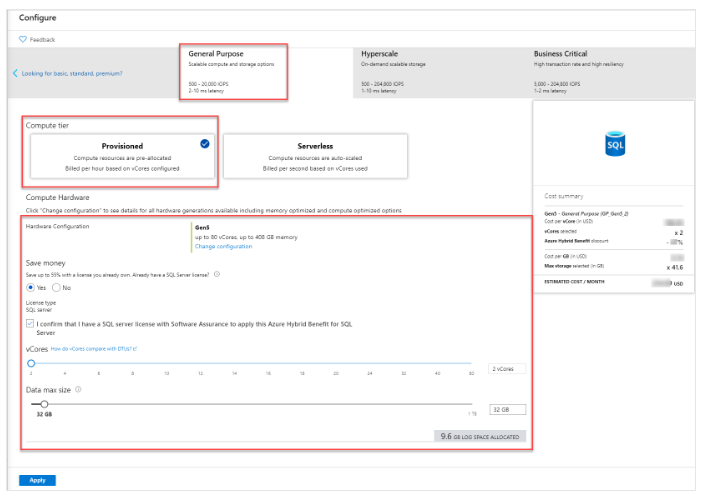 Configure
Feedback
Looking for basic, standard, premium?
General Purpose
Scalable compute and storage options
500 - 20,000 IOPS
2-10 ms latency
Hyperscale
On-demand scalable storage
500 - 204,800 IOPS
1-10 ms latency
Business Critical
High transaction rate and high resiliency
5,000 - 204,800 IOPS
1-2 ms latency
Compute tier
Provisioned
Compute resources are pre-allocated
Billed per hour based on vCores configured
Serverless
Compute resources are auto-scaled
Billed per second based on vCores used
SQL
Compute Hardware
Click "Change configuration" to see details for all hardware generations available including memory optimized and compute optimized options
Hardware Configuration
Gen5
up to 80 vCores, up to 408 GB memory
Change configuration
Save money
Save up to 55% with a license you already own. Already have a SQL Server license?
Yes No
License type
SQL server
I confirm that I have a SQL server license with Software Assurance to apply this Azure Hybrid Benefit for SQL
Server
vCores How do vCores compare with DTUs?
2 4 6 8 10 12 14 16 18 20 24 32 40 80
2 vCores
Data max size
32 GB
1 TB
32 GB
9.6 GB LOG SPACE ALLOCATED
Cost summary
Gen5 - General Purpose (GP_Gen5_2)
Cost per vCore (in USD)
vCores selected x 2
Azure Hybrid Benefit discount - %
Cost per GB (in USD)
Max storage selected (in GB) x 41.6
ESTIMATED COST / MONTH USD
Apply